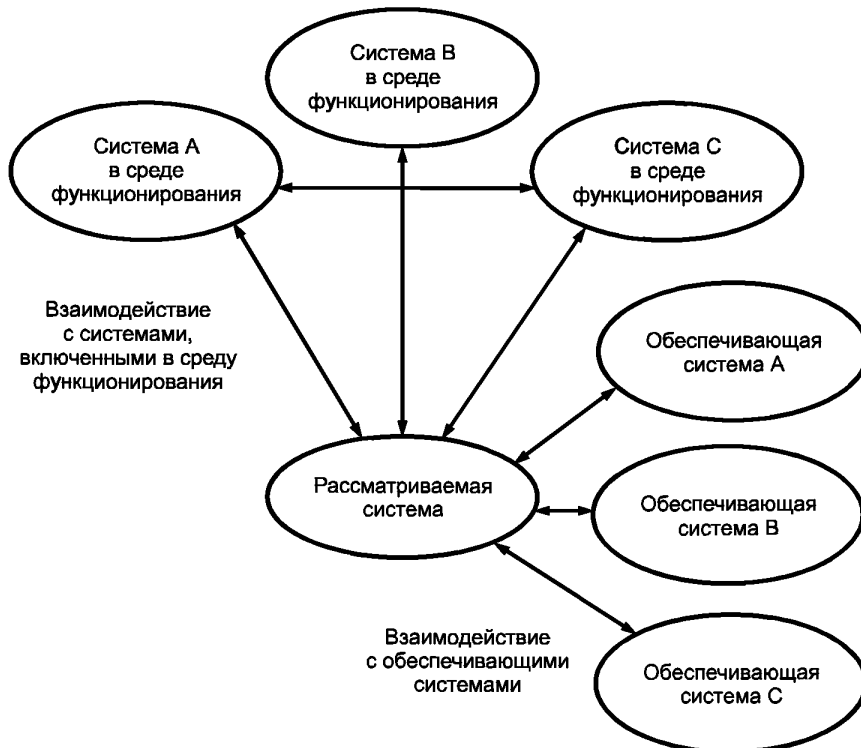 Система B
в среде
функционирования
Система A
в среде
функционирования
Система C
в среде
функционирования
Взаимодействие
с системами,
включенными в среду
функционирования
Обеспечивающая
система A
Рассматриваемая
система
Обеспечивающая
система B
Взаимодействие
с обеспечивающими
системами
Обеспечивающая
система C